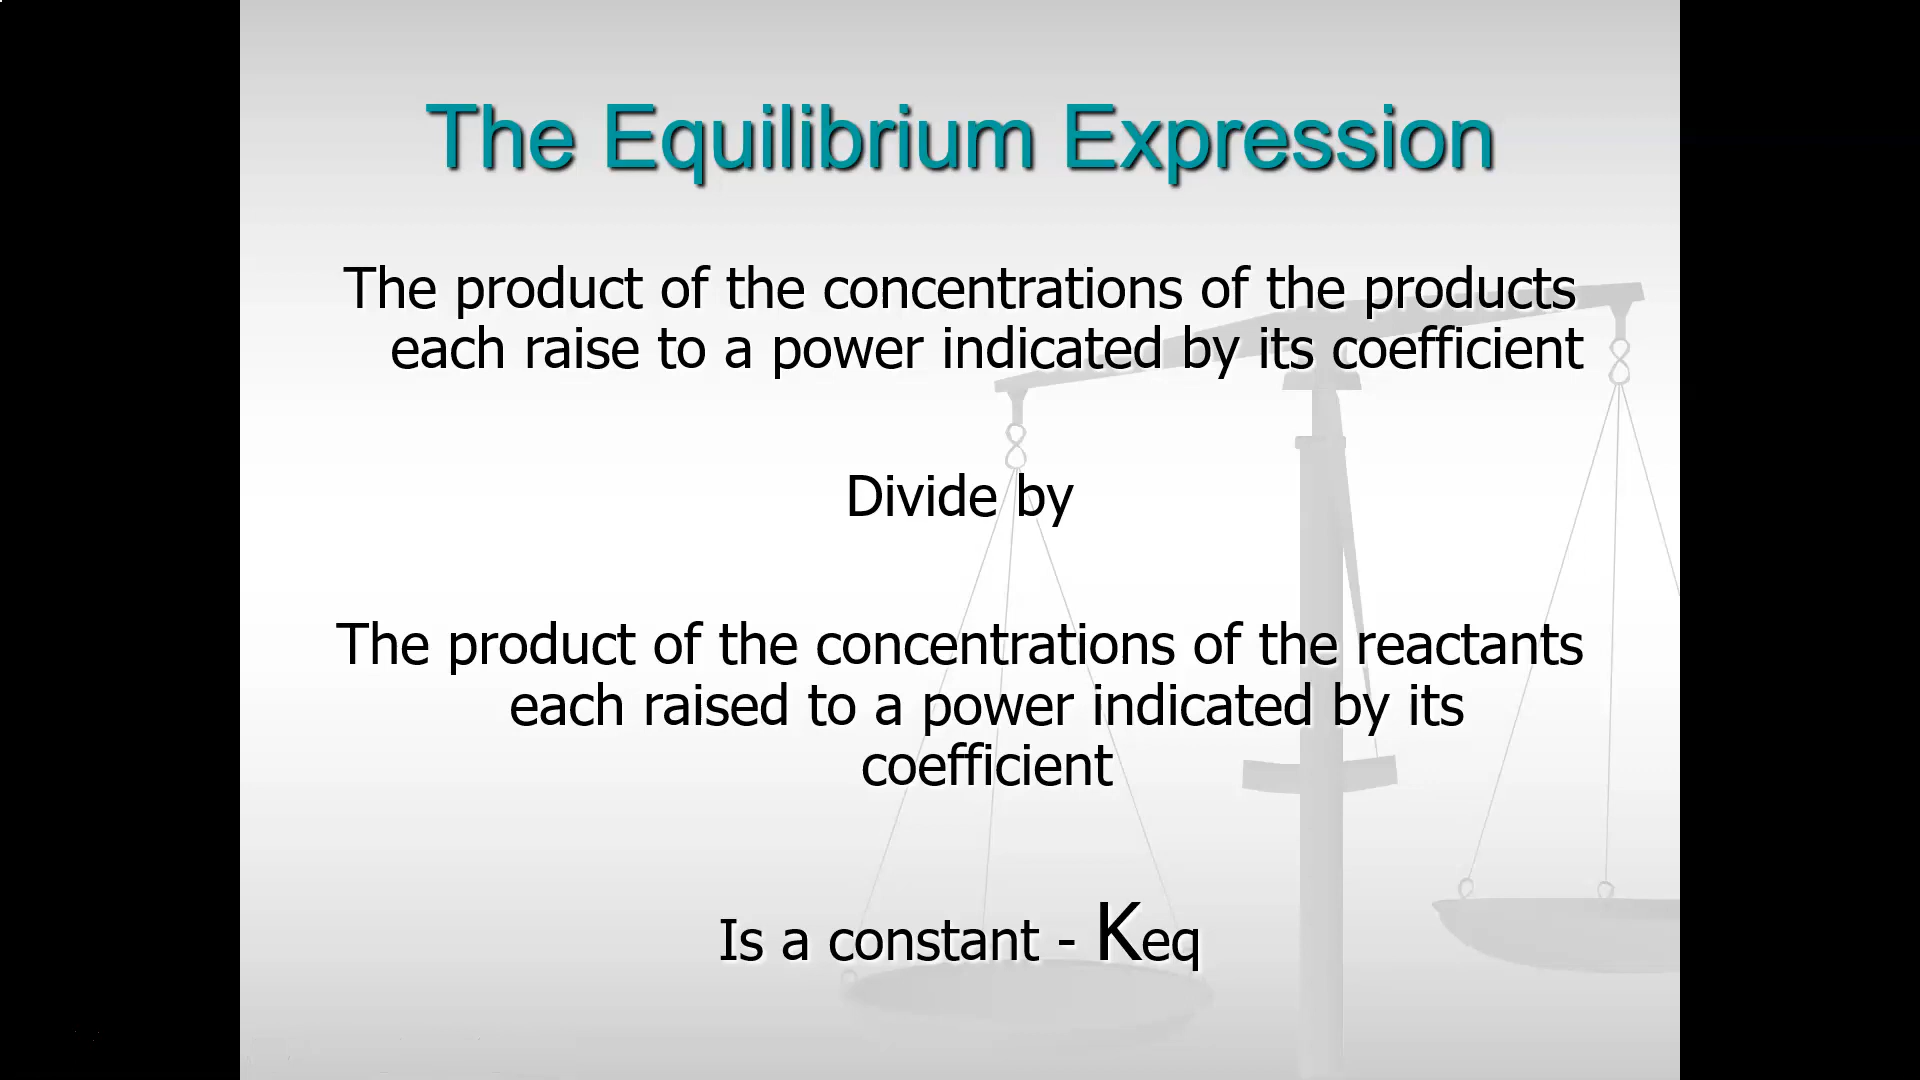 The Equilibrium Expression
The product of the concentrations of the products
each raise to a power indicated by its coefficient
Divide by
The product of the concentrations of the reactants
each raised to a power indicated by its
coefficient
Is a constant - Keq